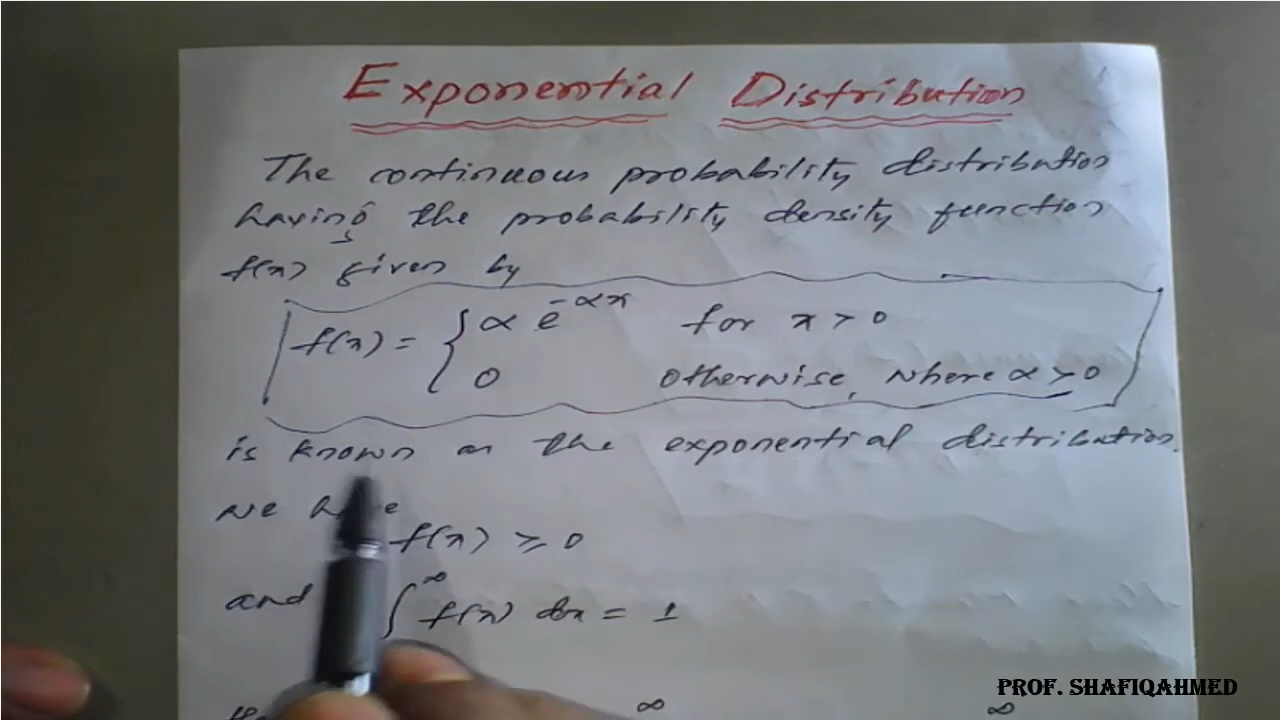 Exponential Distribution
The continuous probability distribution
having the probability density function
f(x) given by
f(x) = { α e^-αx for x > 0
0 otherwise, where α > 0
is known as the exponential distribution.
we have
f(x) ≥ 0
and ∫^∞ f(x) dx = 1
∞ ∞
PROF. SHAFIQAHMED